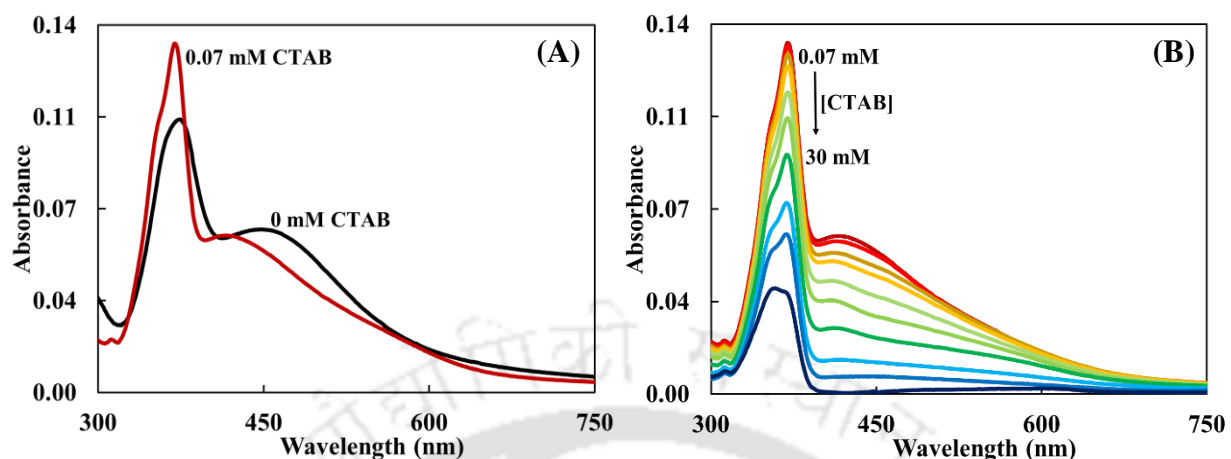 (A)
0.14
0.11
0.07
0.04
0.00
Absorbance
0.07 mM CTAB
0 mM CTAB
300
450
600
750
Wavelength (nm)
(B)
0.14
0.11
0.07
0.04
0.00
Absorbance
0.07 mM
[CTAB]
30 mM
300
450
600
750
Wavelength (nm)